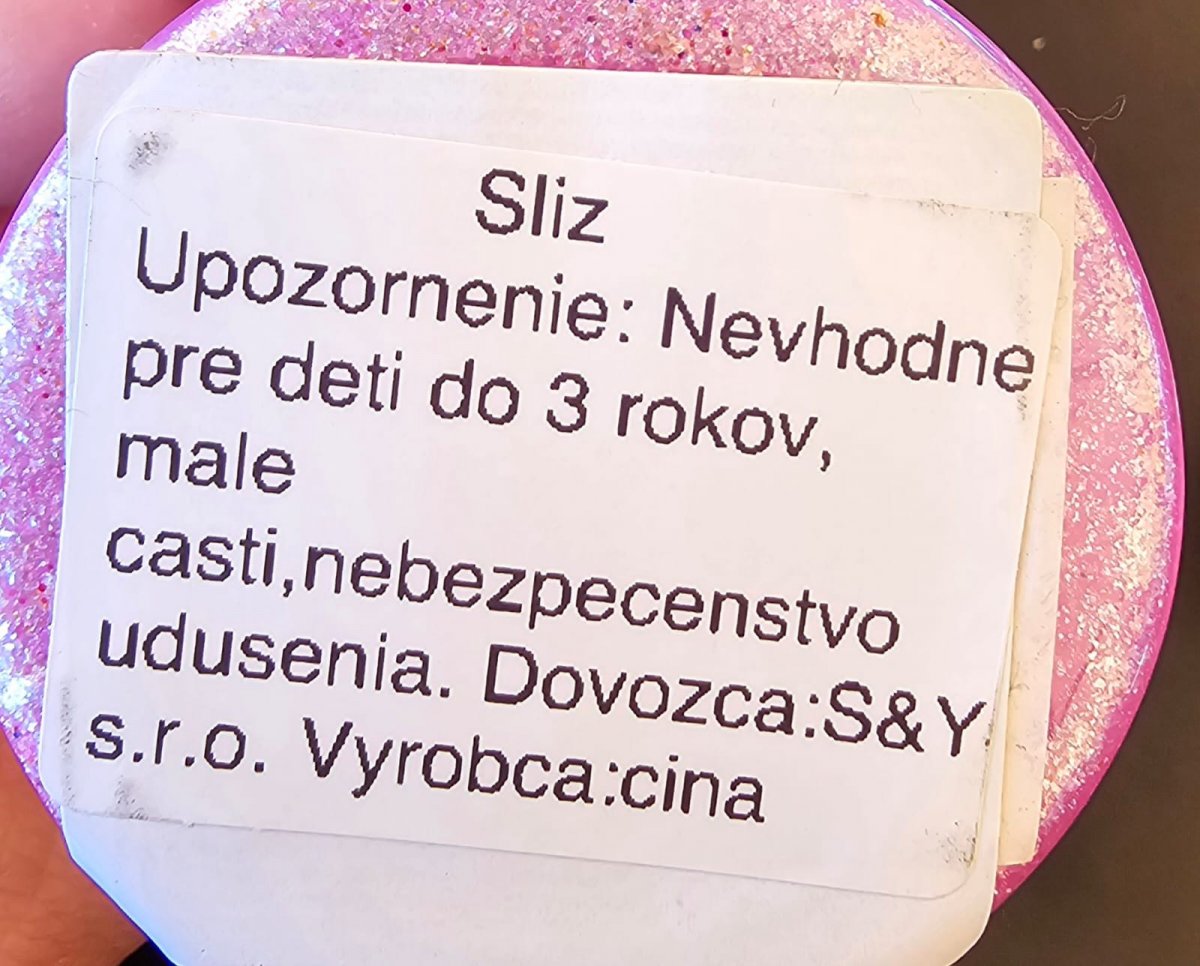 Sliz
Upozornenie: Nevhodne
pre deti do 3 rokov,
male
casti,nebezpecenstvo
udusenia. Dovozca:S&Y
s.r.o. Vyrobca:cina